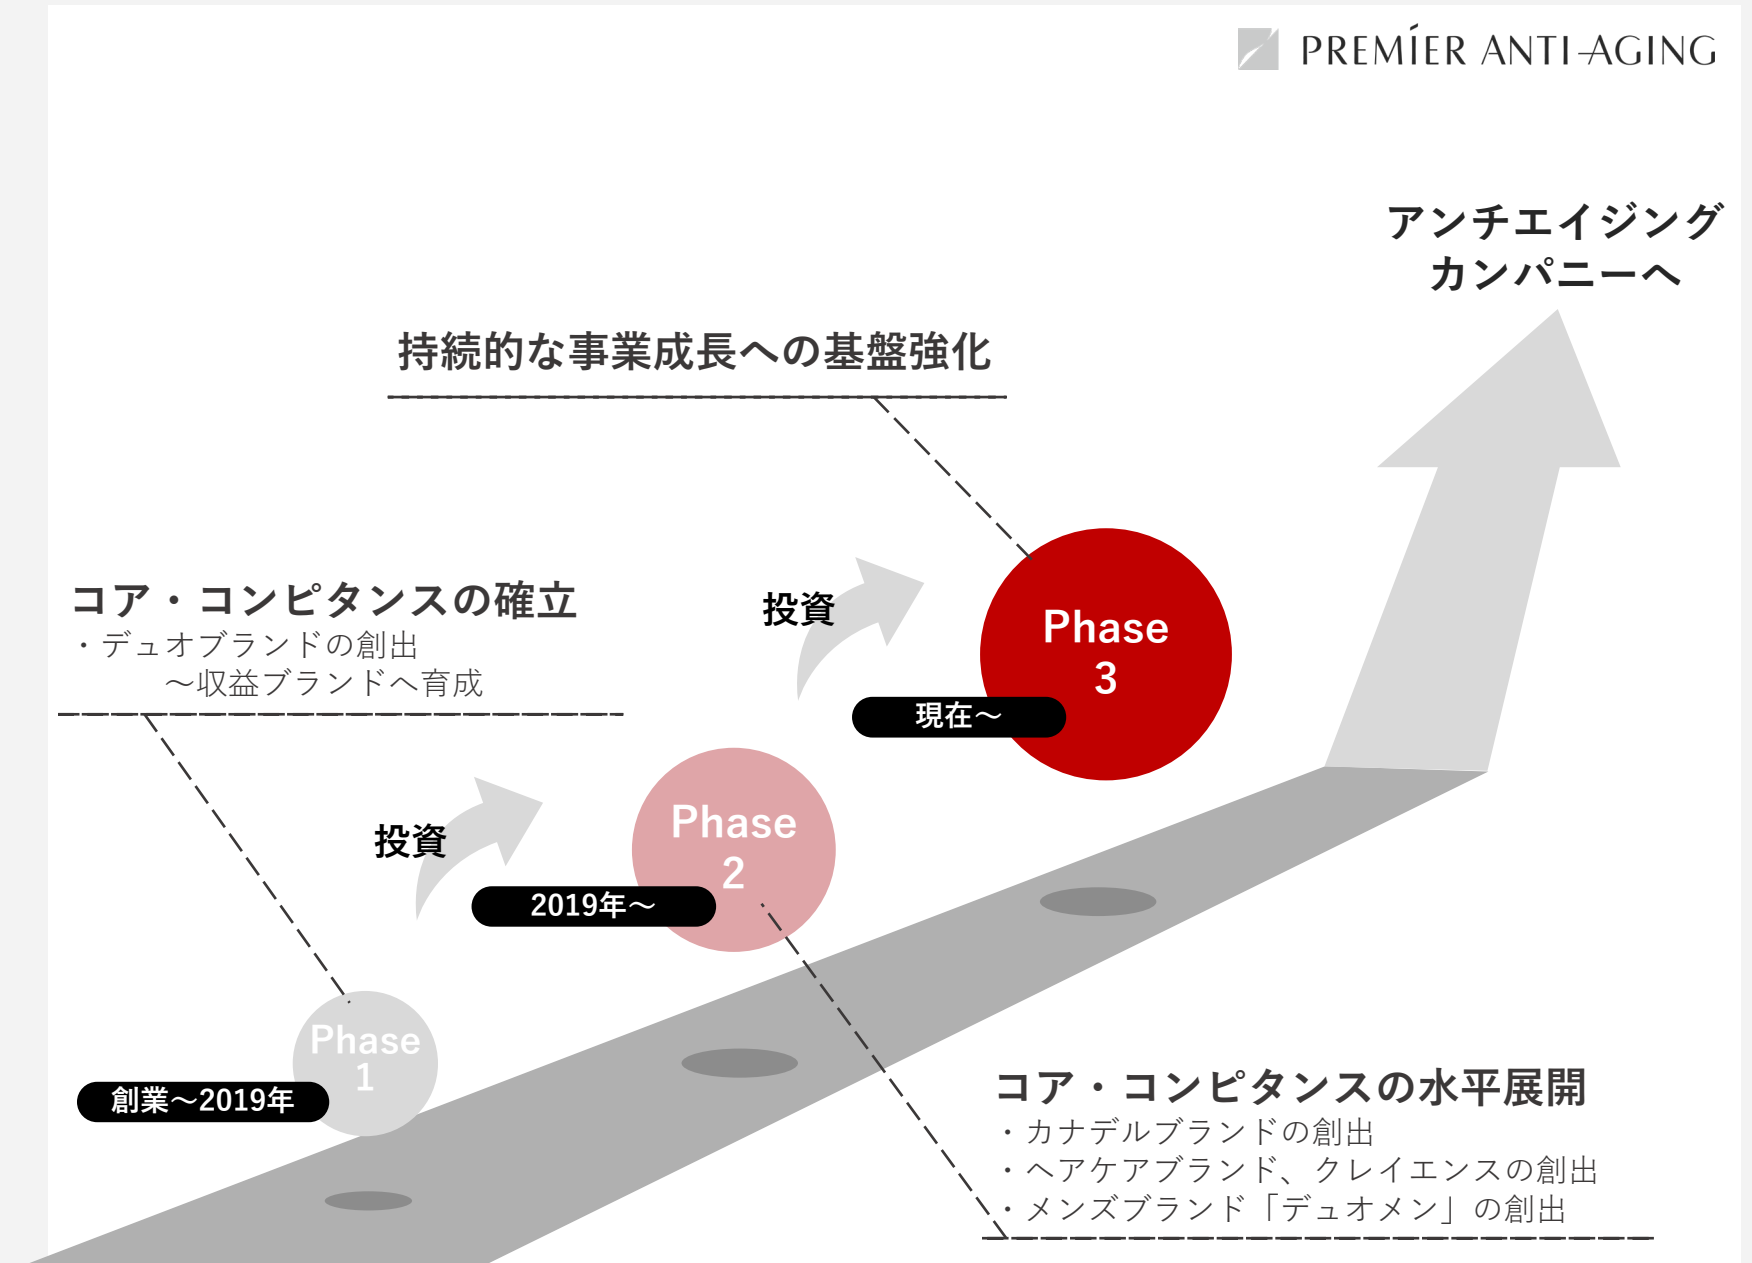 PREMÍER ANTI-AGING
アンチエイジング
カンパニーへ
持続的な事業成長への基盤強化
コア・コンピタンスの確立
・デュオブランドの創出
～収益ブランドへ育成
投資
Phase
3
現在～
投資
Phase
2
2019年～
Phase
1
創業～2019年
コア・コンピタンスの水平展開
・カナデルブランドの創出
・ヘアケアブランド、クレイエンスの創出
・メンズブランド「デュオメン」の創出